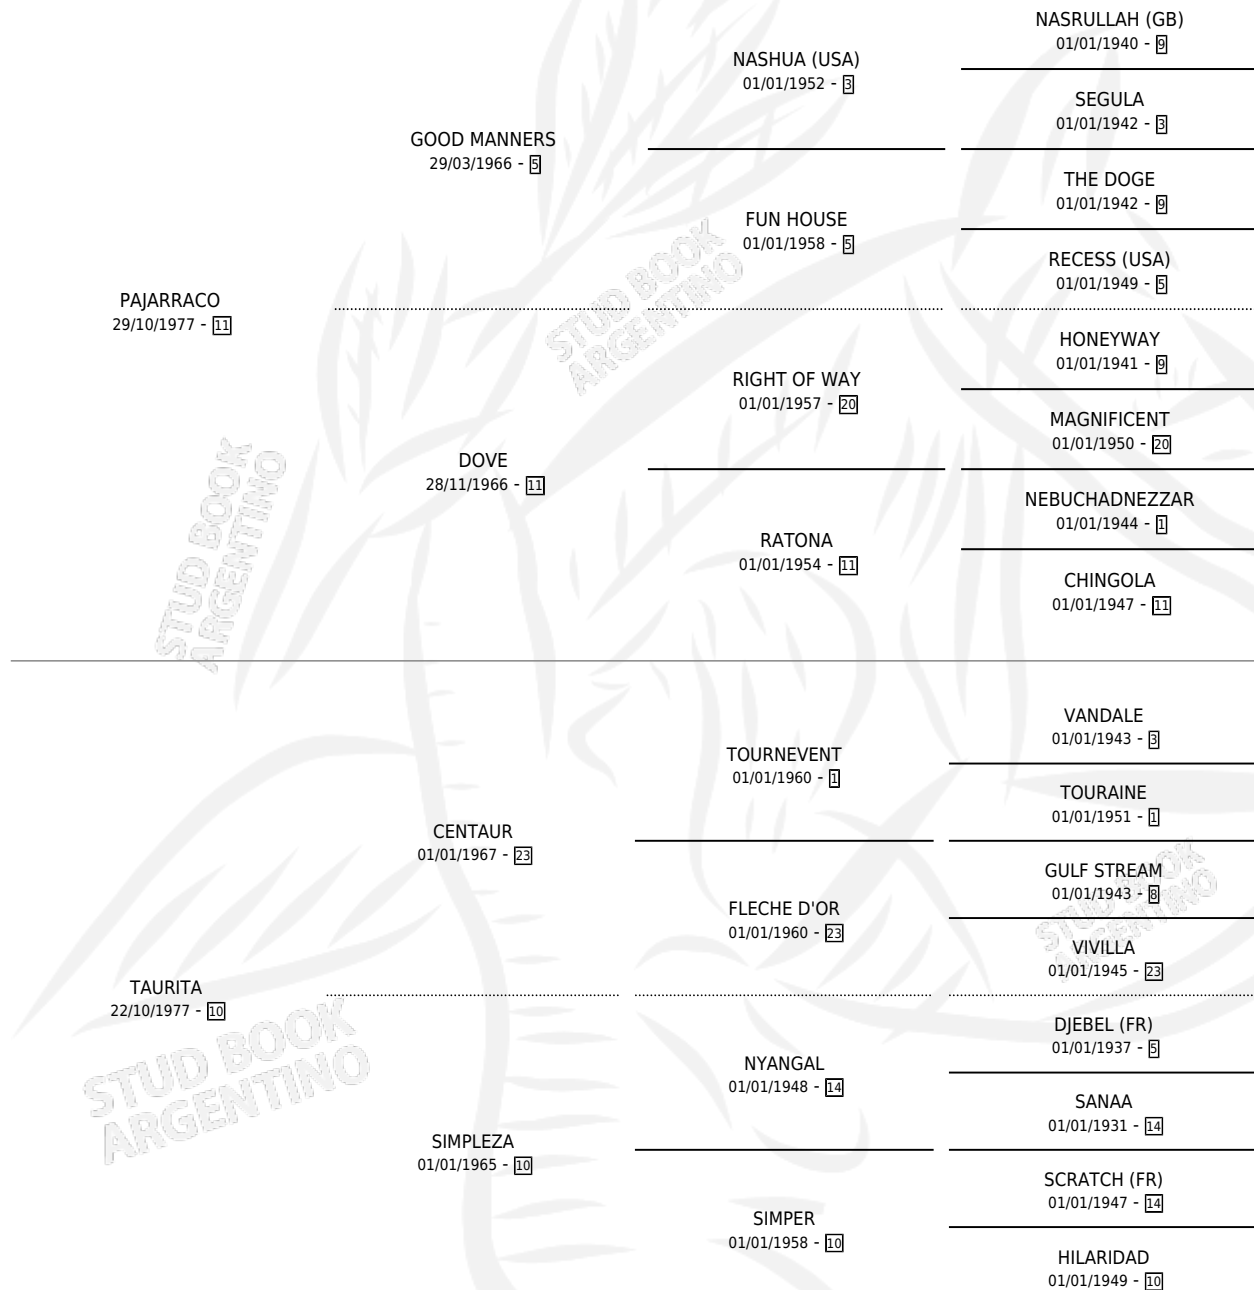 NASRULLAH (GB)
01/01/1940 - 9
NASHUA (USA)
01/01/1952 - 3
SEGULA
01/01/1942 - 3
GOOD MANNERS
29/03/1966 - 5
THE DOGE
01/01/1942 - 9
FUN HOUSE
01/01/1958 - 5
RECESS (USA)
01/01/1949 - 5
PAJARRACO
29/10/1977 - 11
HONEYWAY
01/01/1941 - 9
RIGHT OF WAY
01/01/1957 - 20
MAGNIFICENT
01/01/1950 - 20
DOVE
28/11/1966 - 11
NEBUCHADNEZZAR
01/01/1944 - 1
RATONA
01/01/1954 - 11
CHINGOLA
01/01/1947 - 11
VANDALE
01/01/1943 - 3
TOURNEVENT
01/01/1960 - 1
TOURAINE
01/01/1951 - 1
CENTAUR
01/01/1967 - 23
GULF STREAM
01/01/1943 - 8
FLECHE D'OR
01/01/1960 - 23
VIVILLA
01/01/1945 - 23
TAURITA
22/10/1977 - 10
DJEBEL (FR)
01/01/1937 - 5
NYANGAL
01/01/1948 - 14
SANAA
01/01/1931 - 14
SIMPLEZA
01/01/1965 - 10
SCRATCH (FR)
01/01/1947 - 14
SIMPER
01/01/1958 - 10
HILARIDAD
01/01/1949 - 10
STUD BOOK
ARGENTINO
STUD BOOK
ARGENTINO
STUD BOOK
ARGENTINO
STUD BOOK
ARGENTINO